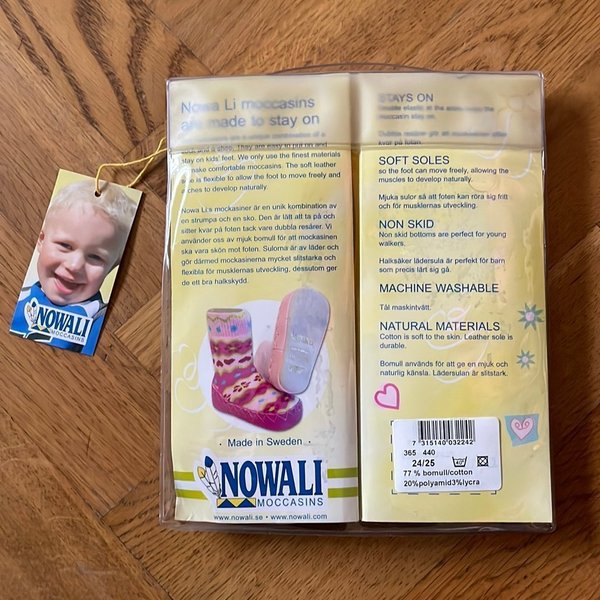 Nowa Li moccasins
are made to stay on
stay on kids' feet. We only use the finest materials
make comfortable moccasins. The soft leather
is flexible to allow the foot to move freely and
to develop naturally.
Nowa Li:s mockasiner är en unik kombination av
en strumpa och en sko. Den är lätt att ta på och
sitter kvar på foten tack vare dubbla resårer. Vi
använder oss av mjuk bomull för att mockasinen
ska vara skön mot foten. Sulorna är av läder och
gör därmed mockasinerna mycket slitstarka och
flexibla för musklernas utveckling, dessutom ger
de ett bra halkskydd.
Made in Sweden
NOWALI
MOCCASINS
www.nowali.se • www.nowali.com
STAYS ON
SOFT SOLES
so the foot can move freely, allowing the
muscles to develop naturally.
Mjuka sulor så att foten kan röra sig fritt
och för musklernas utveckling.
NON SKID
Non skid bottoms are perfect for young
walkers.
Halksäker lädersula är perfekt för barn
som precis lärt sig gå.
MACHINE WASHABLE
Tål maskintvätt.
NATURAL MATERIALS
Cotton is soft to the skin. Leather sole is
durable.
Bomull används för att ge en mjuk och
naturlig känsla. Lädersulan är slitstark.
7 315140 032242
365 440
24/25
77 % bomull/cotton
20%polyamid3%lycra
NOWALI
MOCCASINS